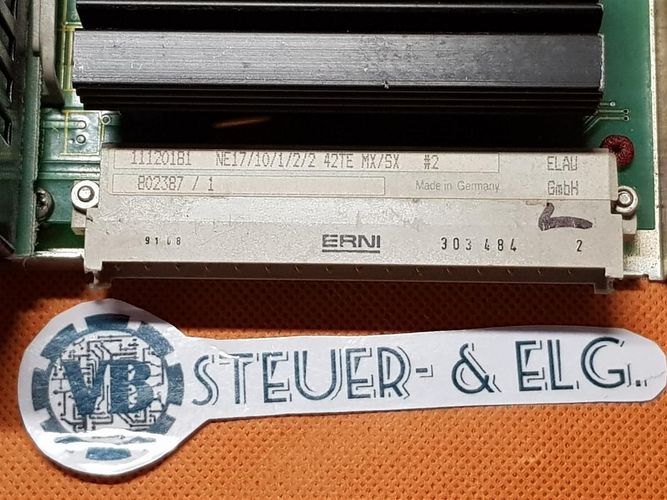 11120181 NE17/10/1/2/2 42TE MX/SX #2 ELAU
802387 / 1 Made in Germany GmbH
9108 ERNI 303 484 2
VB STEUER- & ELG.